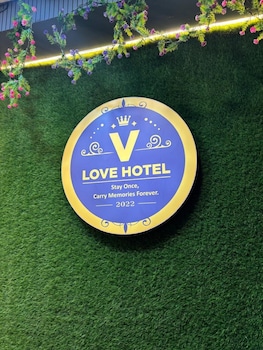 V
LOVE HOTEL
Stay Once,
Carry Memories Forever.
2022